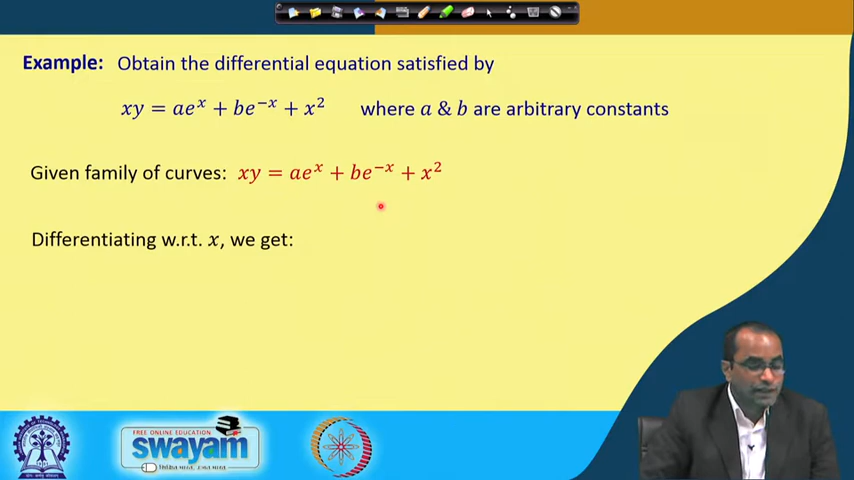 Example: Obtain the differential equation satisfied by
xy = ae^x + be^{-x} + x^2 where a & b are arbitrary constants
Given family of curves: xy = ae^x + be^{-x} + x^2
Differentiating w.r.t. x, we get:
FREE ONLINE EDUCATION
swayam